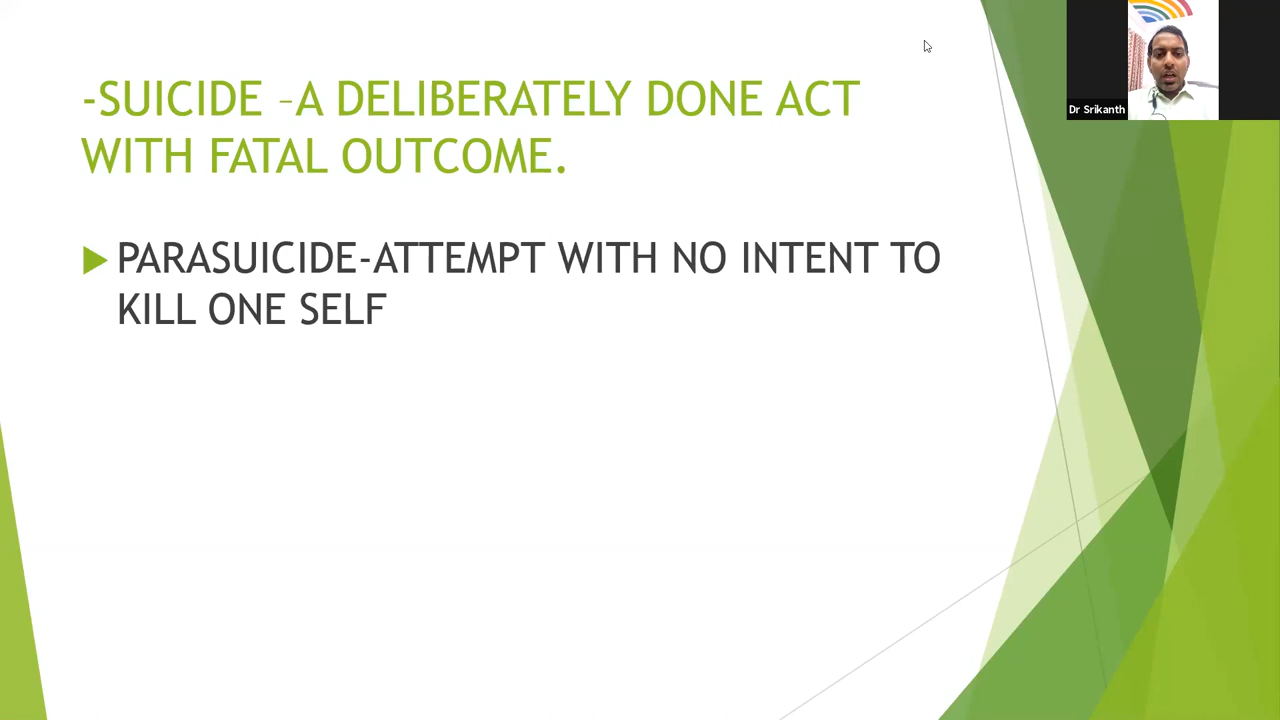 -SUICIDE –A DELIBERATELY DONE ACT
WITH FATAL OUTCOME.
PARASUICIDE-ATTEMPT WITH NO INTENT TO
KILL ONE SELF
Dr Srikanth